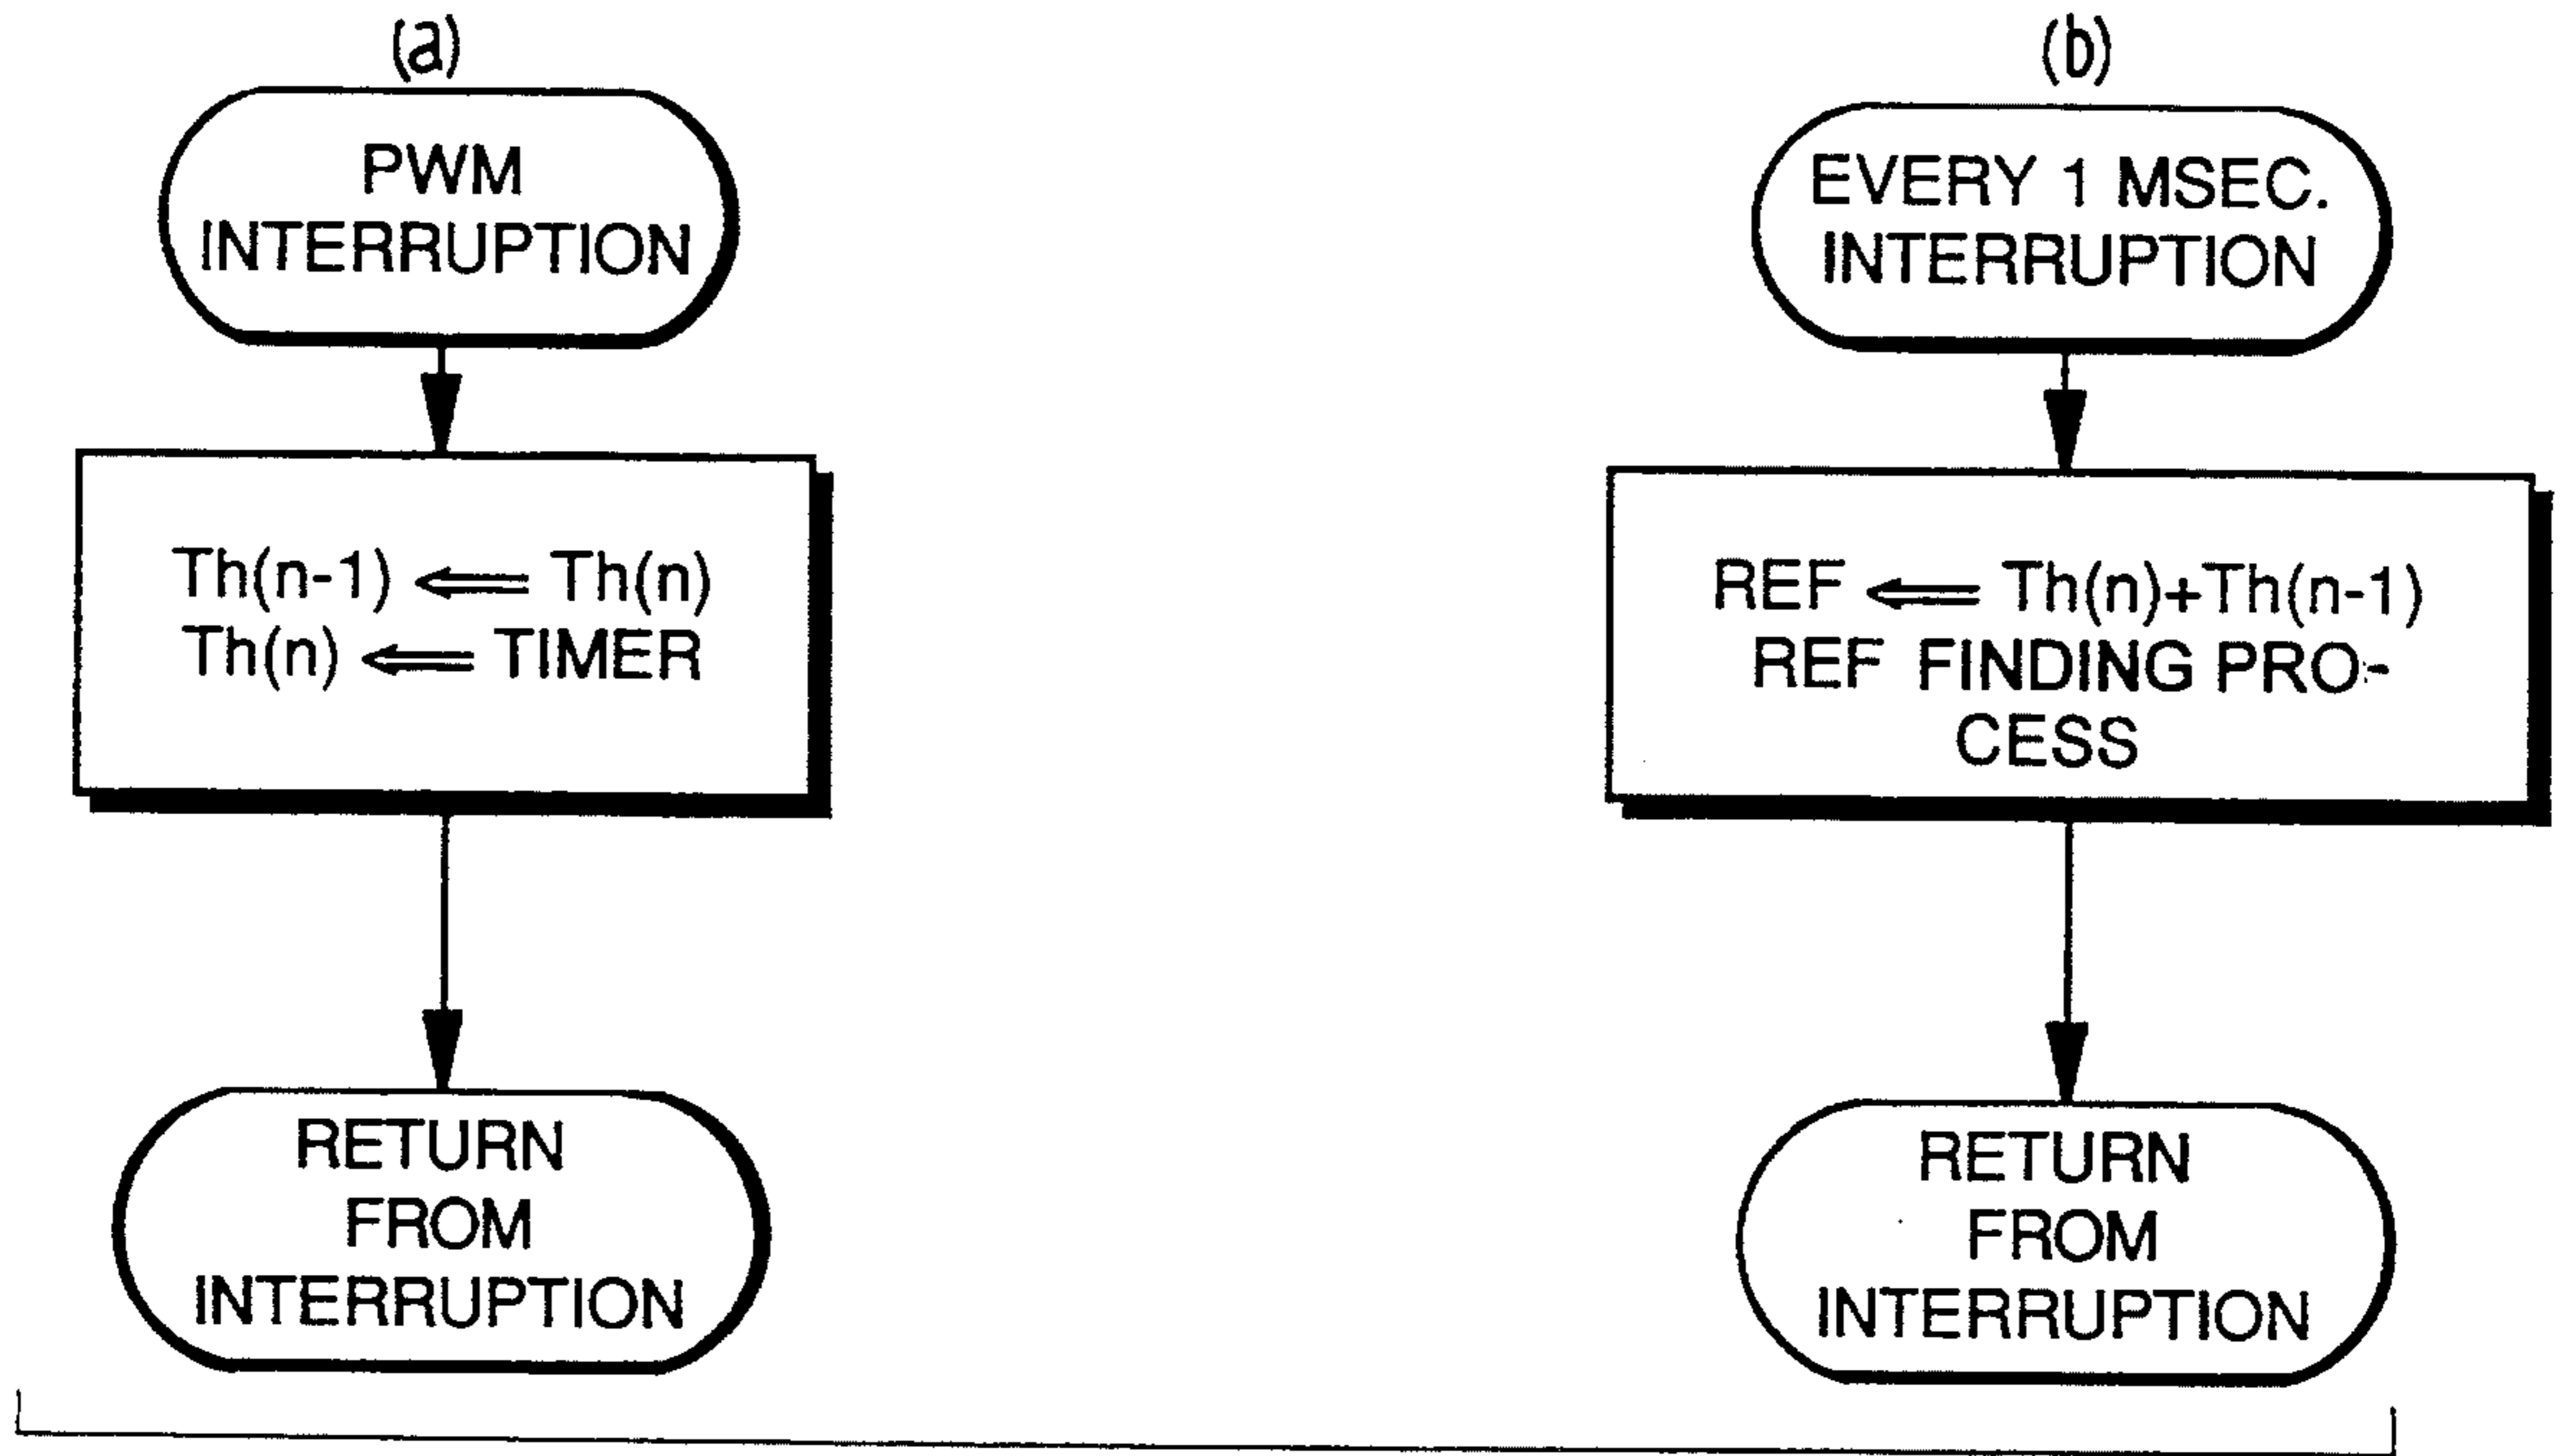 (a)
PWM
INTERRUPTION
Th(n-1) ⇐ Th(n)
Th(n) ⇐ TIMER
RETURN
FROM
INTERRUPTION
(b)
EVERY 1 MSEC.
INTERRUPTION
REF ⇐ Th(n)+Th(n-1)
REF FINDING PRO-
CESS
RETURN
FROM
INTERRUPTION